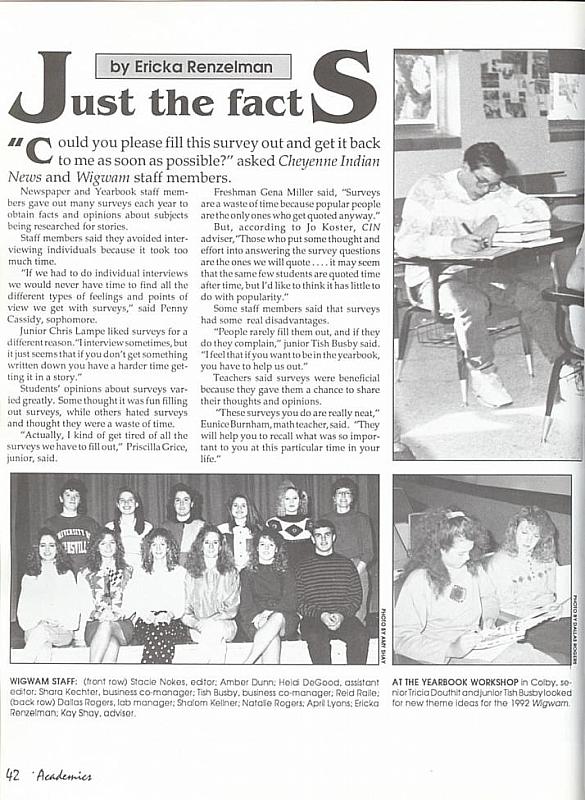 by Ericka Renzelman
Just the factS
"Could you please fill this survey out and get it back
to me as soon as possible?" asked Cheyenne Indian
News and Wigwam staff members.
Newspaper and Yearbook staff mem-
bers gave out many surveys each year to
obtain facts and opinions about subjects
being researched for stories.
Staff members said they avoided inter-
viewing individuals because it took too
much time.
"If we had to do individual interviews
we would never have time to find all the
different types of feelings and points of
view we get with surveys," said Penny
Cassidy, sophomore.
Junior Chris Lampe liked surveys for a
different reason. "I interview sometimes, but
it just seems that if you don't get something
written down you have a harder time get-
ting it in a story."
Students' opinions about surveys var-
ied greatly. Some thought it was fun filling
out surveys, while others hated surveys
and thought they were a waste of time.
"Actually, I kind of get tired of all the
surveys we have to fill out," Priscilla Grice,
junior, said.
Freshman Gena Miller said, "Surveys
are a waste of time because popular people
are the only ones who get quoted anyway."
But, according to Jo Koster, CIN
adviser, "Those who put some thought and
effort into answering the survey questions
are the ones we will quote . . . . it may seem
that the same few students are quoted time
after time, but I'd like to think it has little to
do with popularity."
Some staff members said that surveys
had some real disadvantages.
"People rarely fill them out, and if they
do they complain," junior Tish Busby said.
"I feel that if you want to be in the yearbook,
you have to help us out."
Teachers said surveys were beneficial
because they gave them a chance to share
their thoughts and opinions.
"These surveys you do are really neat,"
Eunice Burnham, math teacher, said. "They
will help you to recall what was so impor-
tant to you at this particular time in your
life."
PHOTO BY AMY SHAY
PHOTO BY DALLAS ROGERS
WIGWAM STAFF: (front row) Stacie Nokes, editor; Amber Dunn; Heidi DeGood, assistant
editor; Shara Kechter, business co-manager; Tish Busby, business co-manager; Reid Raile;
(back row) Dallas Rogers, lab manager; Shalom Kellner; Natalie Rogers; April Lyons; Ericka
Renzelman; Kay Shay, adviser.
AT THE YEARBOOK WORKSHOP in Colby, se-
nior Tricia Douthit and junior Tish Busby looked
for new theme ideas for the 1992 Wigwam.
42 Academics